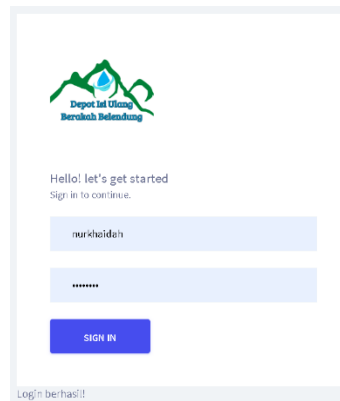 Depot Isi Ulang
Berakah Belendung
Hello! let's get started
Sign in to continue.
nurkhaidah
••••••••
SIGN IN
Login berhasil!